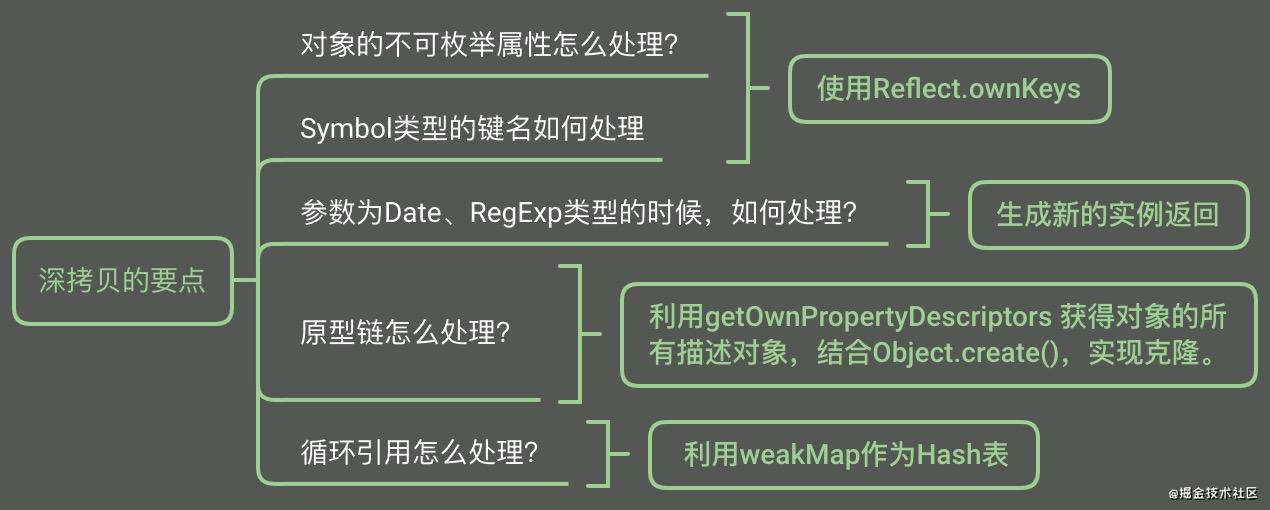 对象的不可枚举属性怎么处理?
使用Reflect.ownKeys
Symbol类型的键名如何处理
参数为Date、RegExp类型的时候，如何处理?
生成新的实例返回
深拷贝的要点
原型链怎么处理?
利用getOwnPropertyDescriptors 获得对象的所
有描述对象，结合Object.create()，实现克隆。
循环引用怎么处理?
利用weakMap作为Hash表
@掘金技术社区